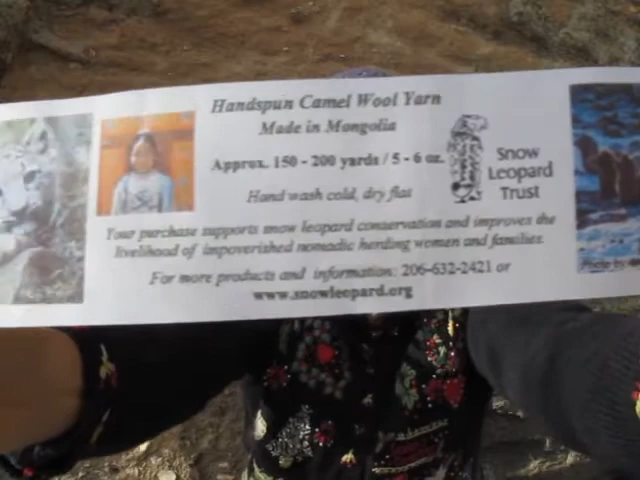 Handspun Camel Wool Yarn
Made in Mongolia
Approx. 150 - 200 yards / 5 - 6 oz.
Hand wash cold, dry flat
Snow
Leopard
Trust
Your purchase supports snow leopard conservation and improves the
livelihood of impoverished nomadic herding women and families.
For more products and information: 206-632-2421 or
www.snowleopard.org
Made by